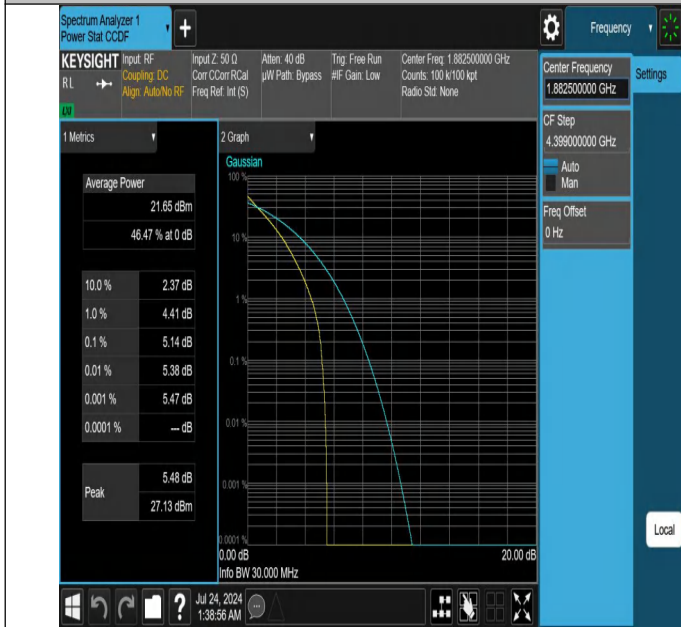 Spectrum Analyzer 1
Power Stat CCDF
Frequency
KEYSIGHT
RL
Input: RF
Coupling: DC
Align: Auto/No RF
Input Z: 50 Ω
Corr CCorr RCal
Freq Ref: Int (S)
Atten: 40 dB
µW Path: Bypass
Trig: Free Run
#IF Gain: Low
Center Freq: 1.882500000 GHz
Counts: 100 k/100 kpt
Radio Std: None
Center Frequency
1.882500000 GHz
Settings
CF Step
4.399000000 GHz
Auto
Man
Freq Offset
0 Hz
1 Metrics
Average Power
21.65 dBm
46.47 % at 0 dB
10.0 % 2.37 dB
1.0 % 4.41 dB
0.1 % 5.14 dB
0.01 % 5.38 dB
0.001 % 5.47 dB
0.0001 % --- dB
Peak
5.48 dB
27.13 dBm
2 Graph
Gaussian
100 %
10 %
1 %
0.1 %
0.01 %
0.001 %
0.0001 %
0.00 dB
20.00 dB
Info BW 30.000 MHz
Local
?
Jul 24, 2024
1:38:56 AM